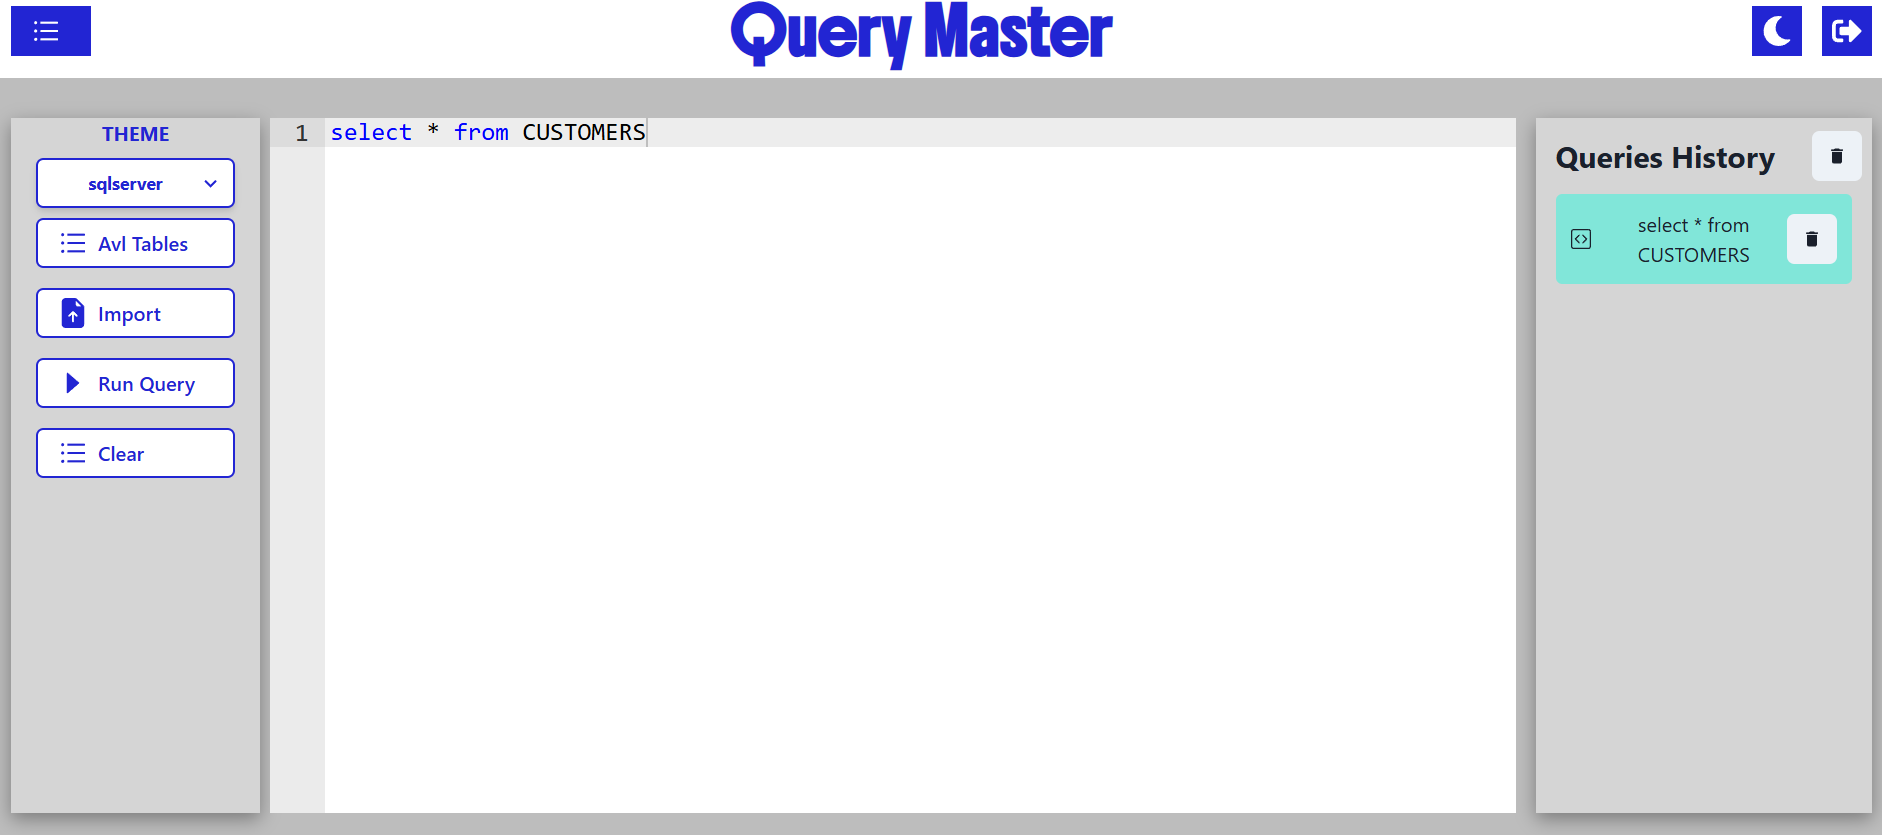 Query Master
THEME
sqlserver
Avl Tables
Import
Run Query
Clear
1 select * from CUSTOMERS
Queries History
select * from
CUSTOMERS